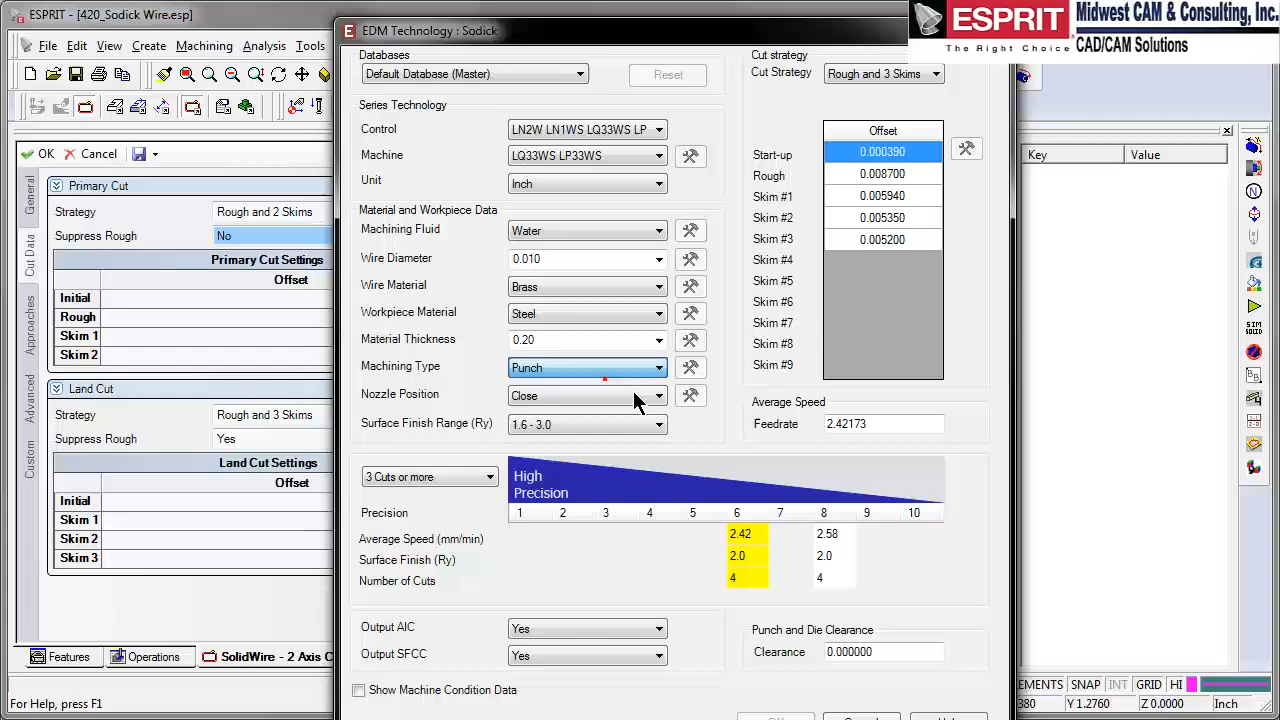 ESPRIT - [420_Sodick Wire.esp]
File Edit View Create Machining Analysis Tools
OK Cancel
General
Cut Data
Approaches
Advanced
Custom
Primary Cut
Strategy Rough and 2 Skims
Suppress Rough No
Primary Cut Settings
Offset
Initial
Rough
Skim 1
Skim 2
Land Cut
Strategy Rough and 3 Skims
Suppress Rough Yes
Land Cut Settings
Offset
Initial
Skim 1
Skim 2
Skim 3
Features Operations SolidWire - 2 Axis C
For Help, press F1
EDM Technology : Sodick
Databases
Default Database (Master) Reset
Series Technology
Control LN2W LN1WS LQ33WS LP
Machine LQ33WS LP33WS
Unit Inch
Material and Workpiece Data
Machining Fluid Water
Wire Diameter 0.010
Wire Material Brass
Workpiece Material Steel
Material Thickness 0.20
Machining Type Punch
Nozzle Position Close
Surface Finish Range (Ry) 1.6 - 3.0
Cut strategy
Cut Strategy Rough and 3 Skims
Offset
Start-up 0.000390
Rough 0.008700
Skim #1 0.005940
Skim #2 0.005350
Skim #3 0.005200
Skim #4
Skim #5
Skim #6
Skim #7
Skim #8
Skim #9
Average Speed
Feedrate 2.42173
3 Cuts or more
High
Precision
Precision 1 2 3 4 5 6 7 8 9 10
Average Speed (mm/min) 2.42 2.58
Surface Finish (Ry) 2.0 2.0
Number of Cuts 4 4
Output AIC Yes
Output SFCC Yes
Punch and Die Clearance
Clearance 0.000000
Show Machine Condition Data
ESPRIT
The Right Choice
Midwest CAM & Consulting, Inc.
CAD/CAM Solutions
Key Value
SIM
SOLID
EMENTS SNAP INT GRID HI
380 Y 1.2760 Z 0.0000 Inch